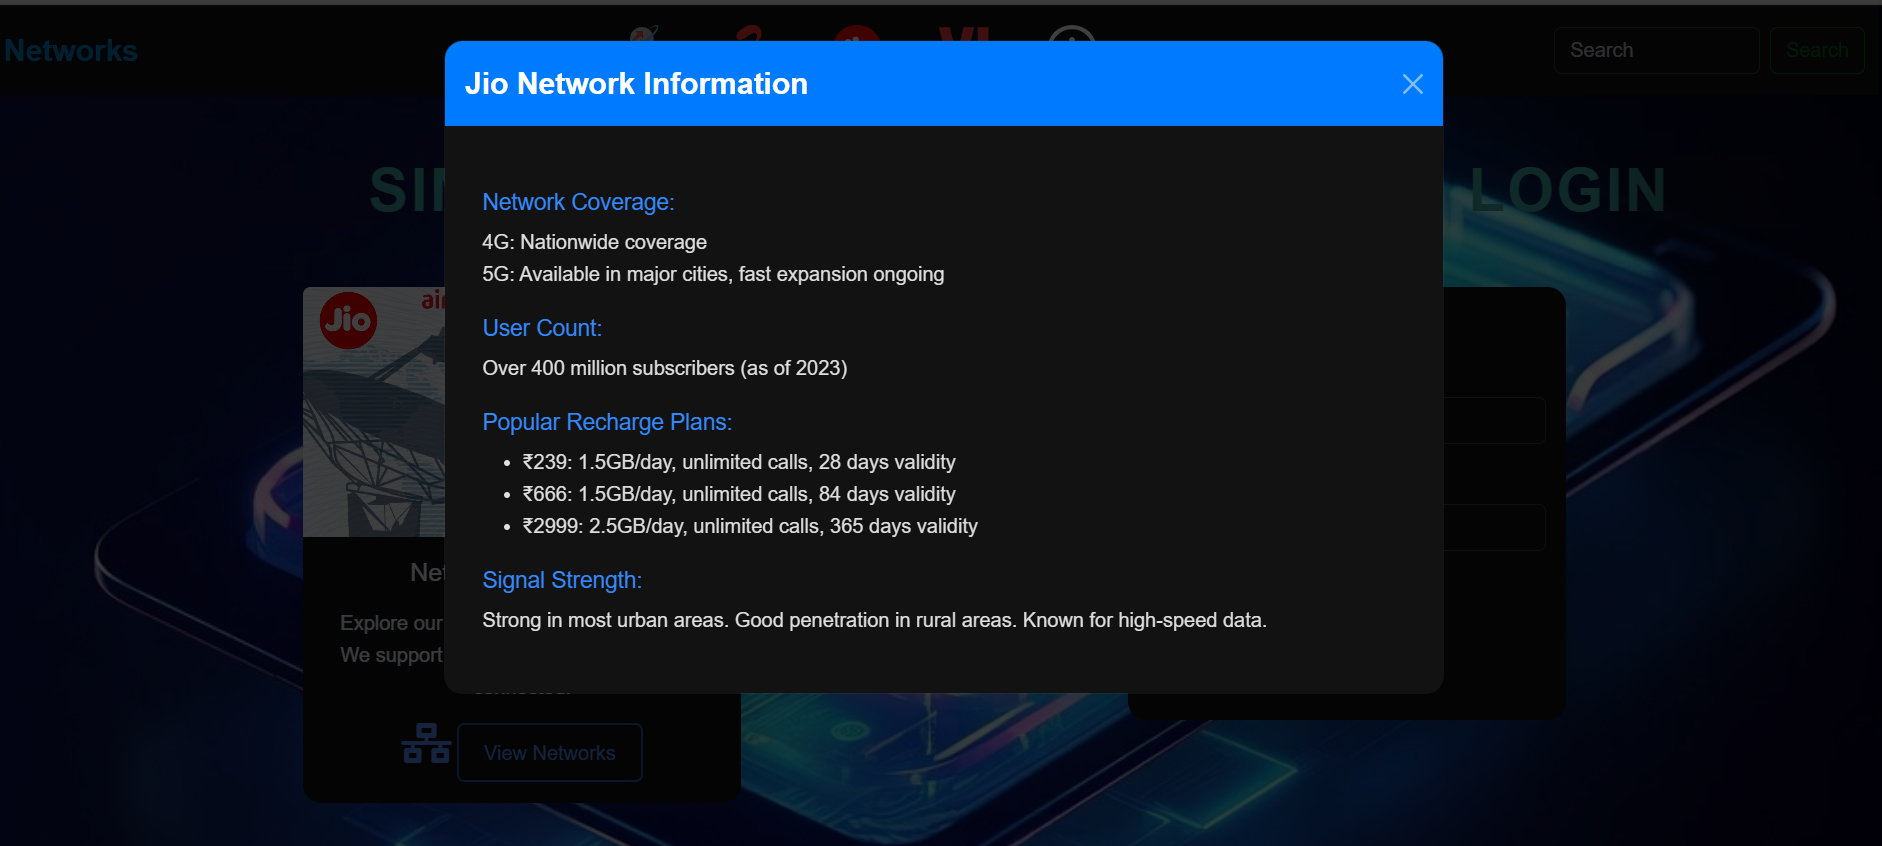 Networks
VI
Search
Search
Jio Network Information
LOGIN
Network Coverage:
4G: Nationwide coverage
5G: Available in major cities, fast expansion ongoing
Jio
User Count:
Over 400 million subscribers (as of 2023)
Popular Recharge Plans:
• ₹239: 1.5GB/day, unlimited calls, 28 days validity
• ₹666: 1.5GB/day, unlimited calls, 84 days validity
• ₹2999: 2.5GB/day, unlimited calls, 365 days validity
Signal Strength:
Strong in most urban areas. Good penetration in rural areas. Known for high-speed data.
Explore our
We support
View Networks